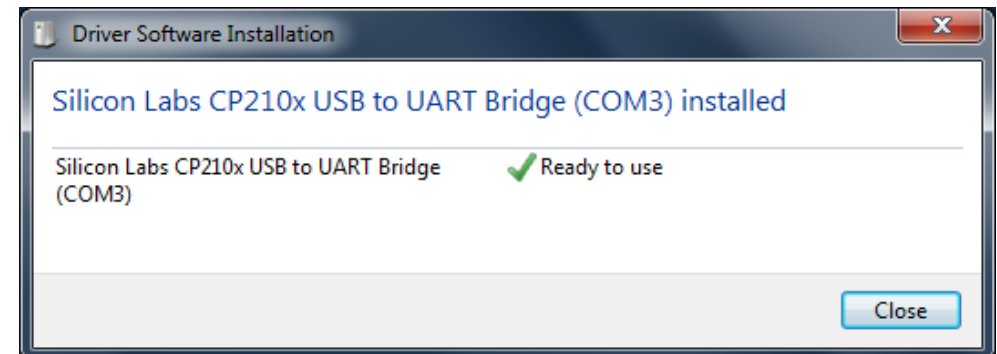 Driver Software Installation
Silicon Labs CP210x USB to UART Bridge (COM3) installed
Silicon Labs CP210x USB to UART Bridge Ready to use
(COM3)
Close